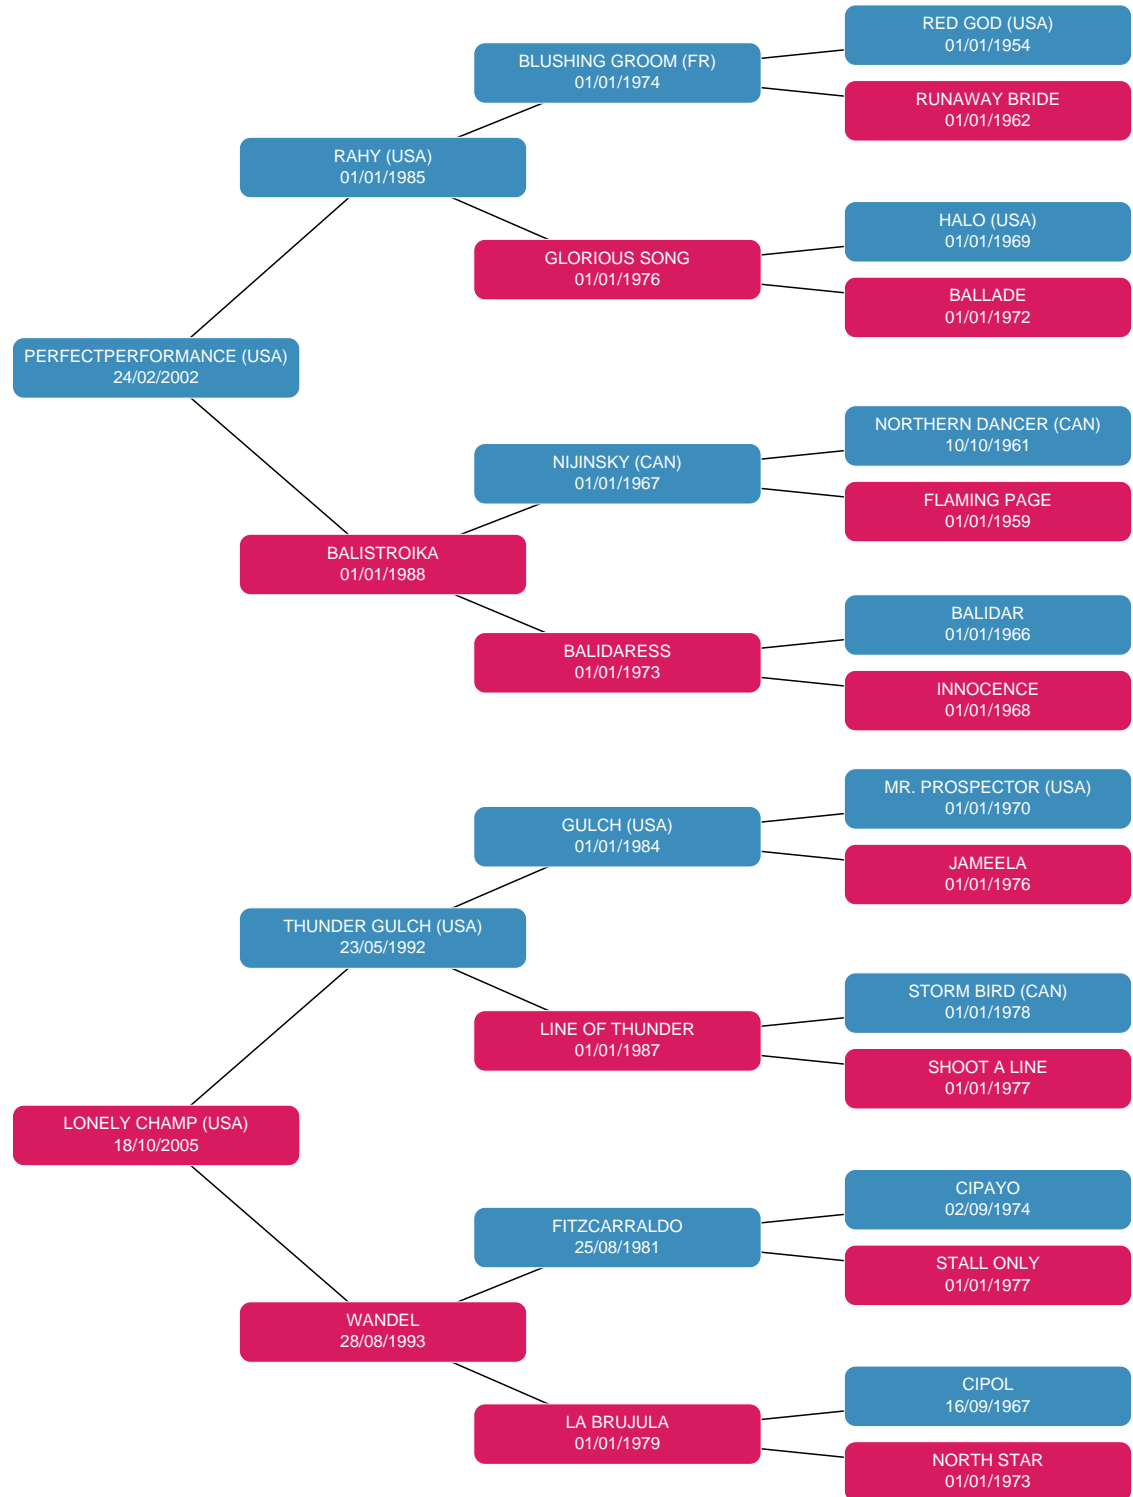 RED GOD (USA)
01/01/1954
BLUSHING GROOM (FR)
01/01/1974
RUNAWAY BRIDE
01/01/1962
RAHY (USA)
01/01/1985
HALO (USA)
01/01/1969
GLORIOUS SONG
01/01/1976
BALLADE
01/01/1972
PERFECTPERFORMANCE (USA)
24/02/2002
NORTHERN DANCER (CAN)
10/10/1961
NIJINSKY (CAN)
01/01/1967
FLAMING PAGE
01/01/1959
BALISTROIKA
01/01/1988
BALIDAR
01/01/1966
BALIDARESS
01/01/1973
INNOCENCE
01/01/1968
MR. PROSPECTOR (USA)
01/01/1970
GULCH (USA)
01/01/1984
JAMEELA
01/01/1976
THUNDER GULCH (USA)
23/05/1992
STORM BIRD (CAN)
01/01/1978
LINE OF THUNDER
01/01/1987
SHOOT A LINE
01/01/1977
LONELY CHAMP (USA)
18/10/2005
CIPAYO
02/09/1974
FITZCARRALDO
25/08/1981
STALL ONLY
01/01/1977
WANDEL
28/08/1993
CIPOL
16/09/1967
LA BRUJULA
01/01/1979
NORTH STAR
01/01/1973